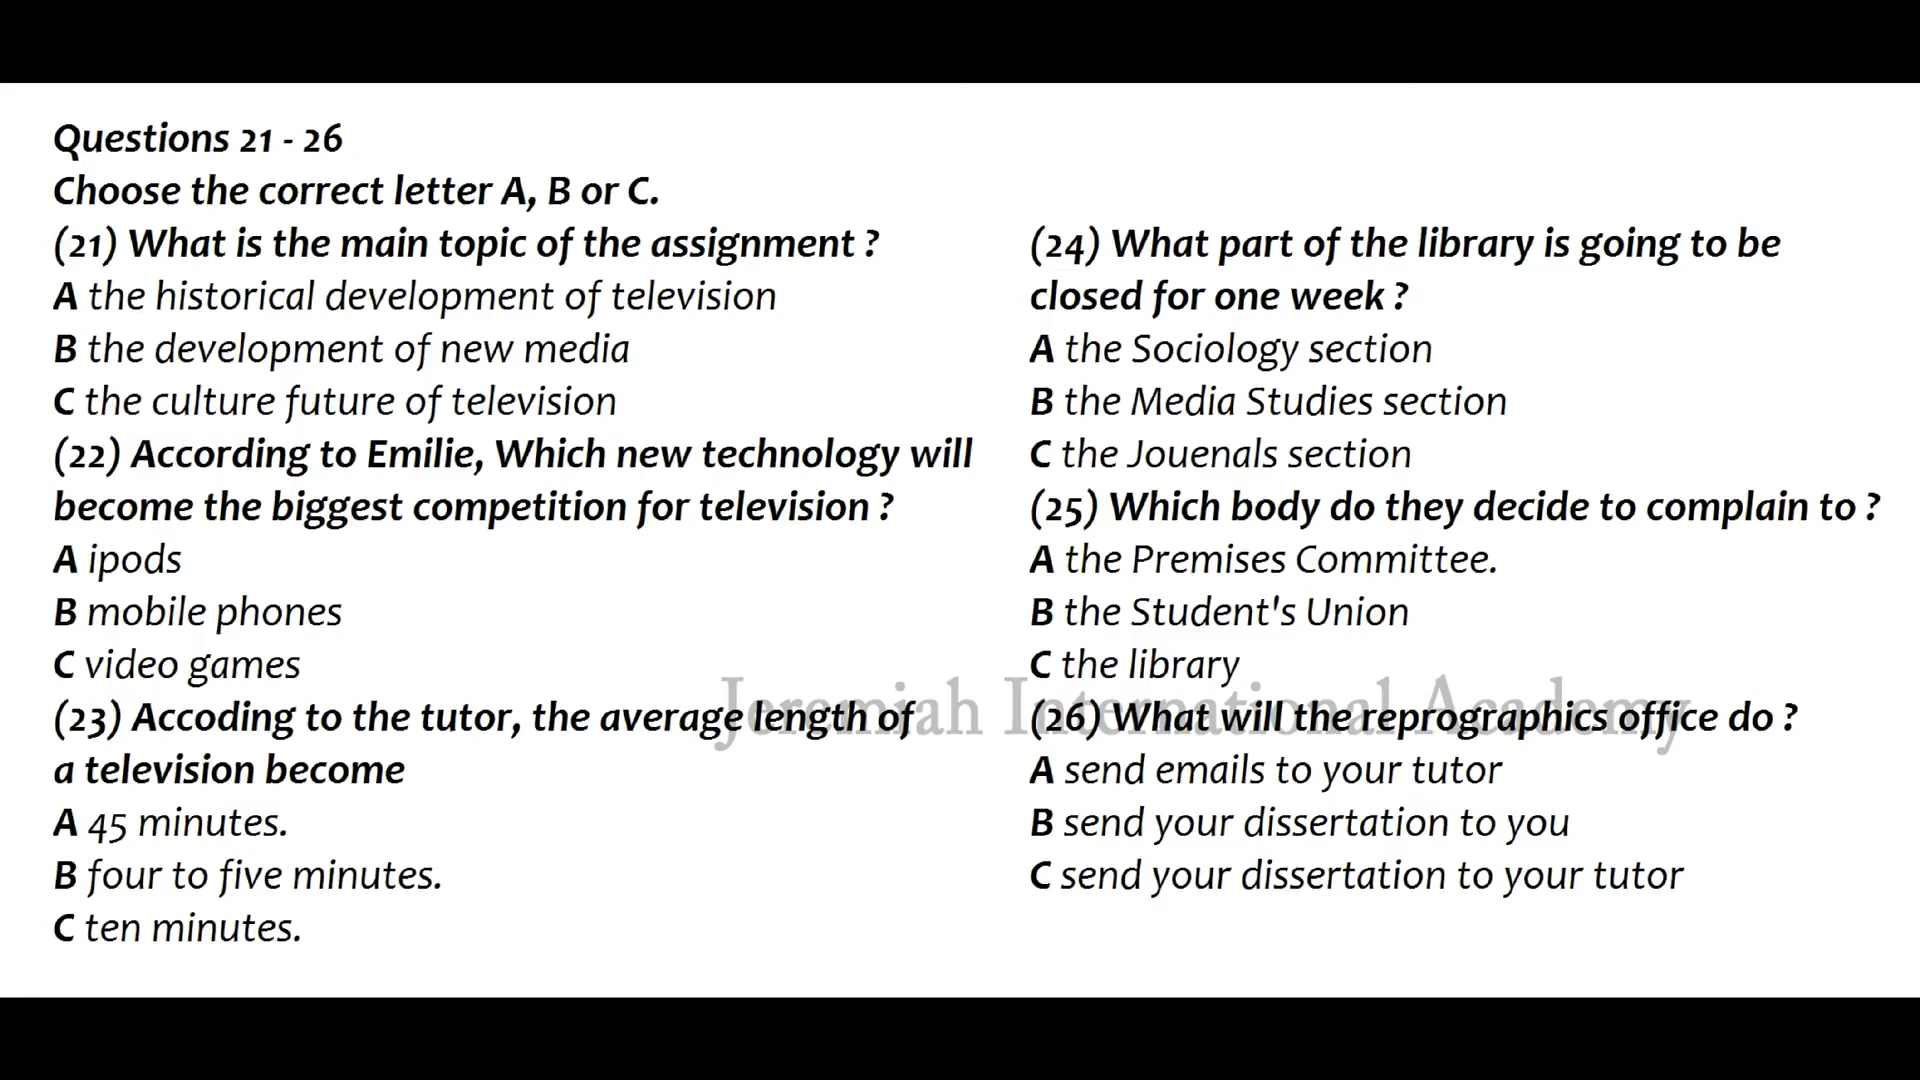 Questions 21 - 26
Choose the correct letter A, B or C.
(21) What is the main topic of the assignment ?
A the historical development of television
B the development of new media
C the culture future of television
(22) According to Emilie, Which new technology will
become the biggest competition for television ?
A ipods
B mobile phones
C video games
(23) Accoding to the tutor, the average length of
a television become
A 45 minutes.
B four to five minutes.
C ten minutes.
(24) What part of the library is going to be
closed for one week ?
A the Sociology section
B the Media Studies section
C the Jouenals section
(25) Which body do they decide to complain to ?
A the Premises Committee.
B the Student's Union
C the library
(26) What will the reprographics office do ?
A send emails to your tutor
B send your dissertation to you
C send your dissertation to your tutor
Jeremiah International Academy